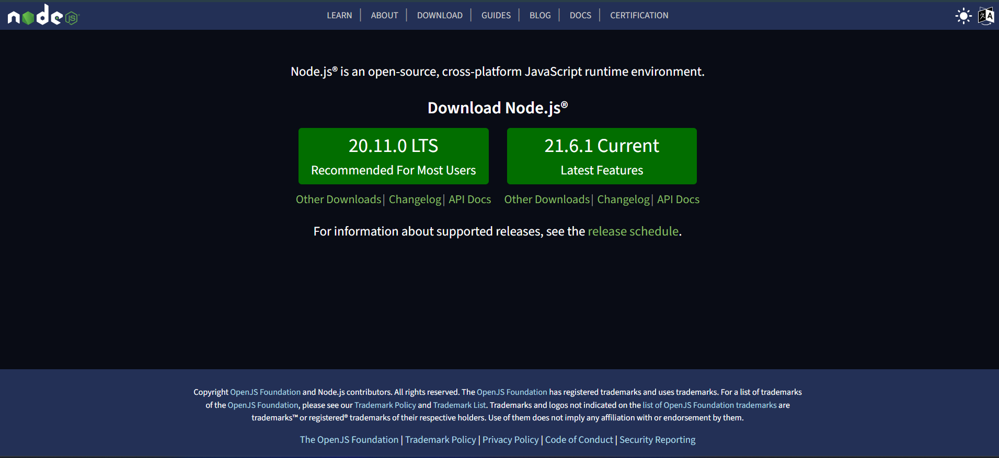 node JS
LEARN | ABOUT | DOWNLOAD | GUIDES | BLOG | DOCS | CERTIFICATION
Node.js® is an open-source, cross-platform JavaScript runtime environment.
Download Node.js®
20.11.0 LTS
Recommended For Most Users
21.6.1 Current
Latest Features
Other Downloads | Changelog | API Docs
Other Downloads | Changelog | API Docs
For information about supported releases, see the release schedule.
Copyright OpenJS Foundation and Node.js contributors. All rights reserved. The OpenJS Foundation has registered trademarks and uses trademarks. For a list of trademarks
of the OpenJS Foundation, please see our Trademark Policy and Trademark List. Trademarks and logos not indicated on the list of OpenJS Foundation trademarks are
trademarks™ or registered® trademarks of their respective holders. Use of them does not imply any affiliation with or endorsement by them.
The OpenJS Foundation | Trademark Policy | Privacy Policy | Code of Conduct | Security Reporting